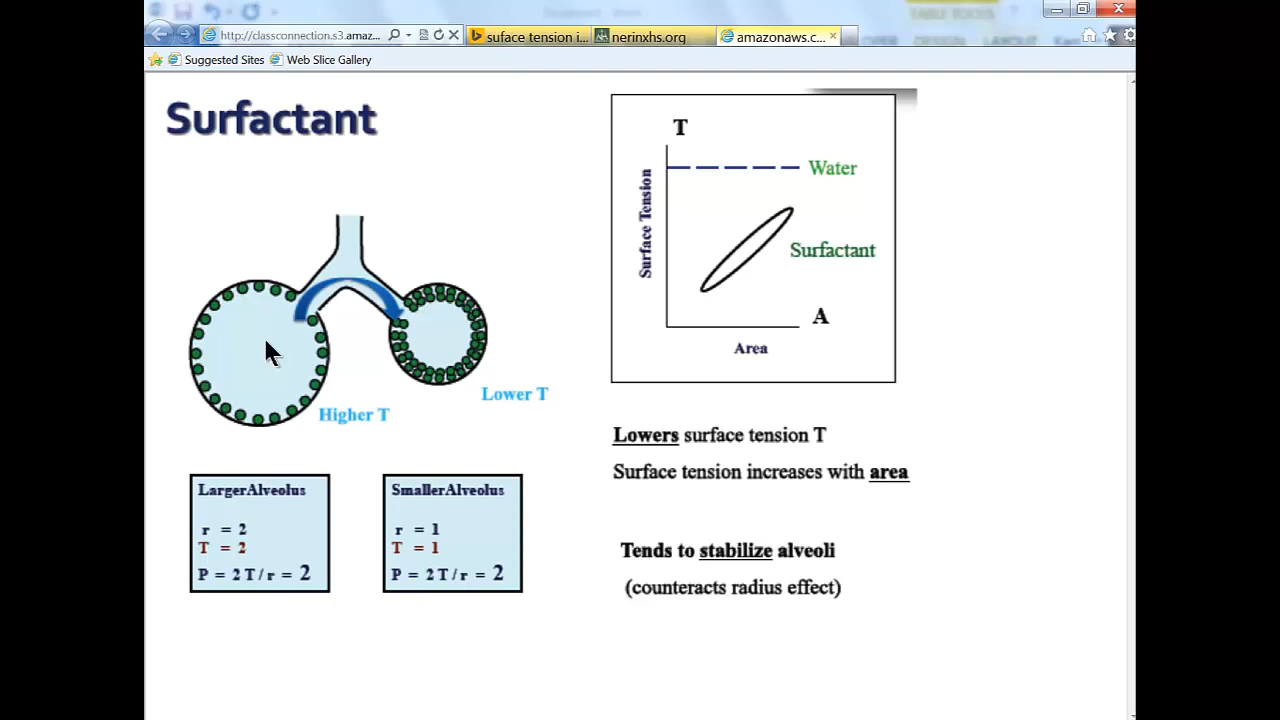 http://classconnection.s3.amaz...
suface tension i...
nerinxhs.org
amazonaws.c...
Suggested Sites
Web Slice Gallery
Surfactant
Higher T
Lower T
LargerAlveolus
r = 2
T = 2
P = 2T/r = 2
SmallerAlveolus
r = 1
T = 1
P = 2T/r = 2
T
Surface Tension
Water
Surfactant
A
Area
Lowers surface tension T
Surface tension increases with area
Tends to stabilize alveoli
(counteracts radius effect)